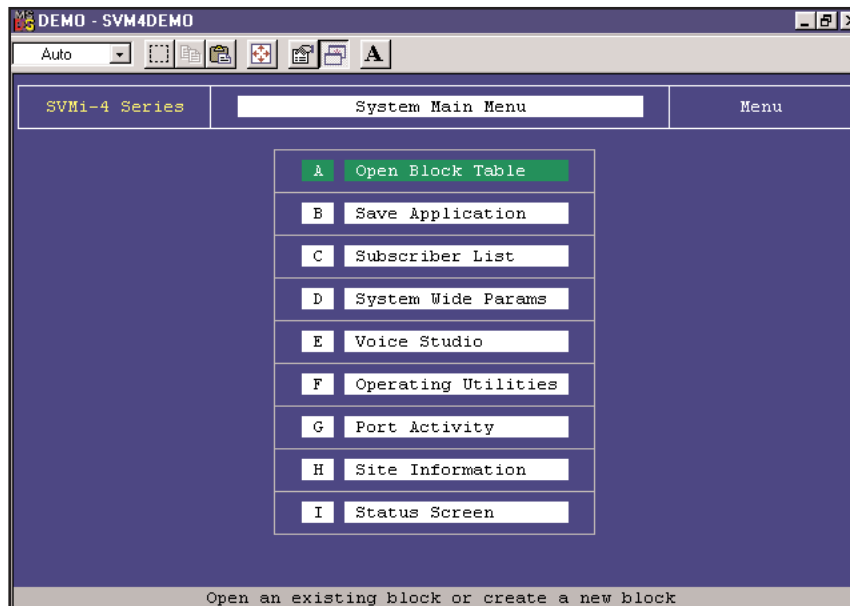 DEMO - SVM4DEMO
Auto
A
SVMi-4 Series System Main Menu Menu
A Open Block Table
B Save Application
C Subscriber List
D System Wide Params
E Voice Studio
F Operating Utilities
G Port Activity
H Site Information
I Status Screen
Open an existing block or create a new block